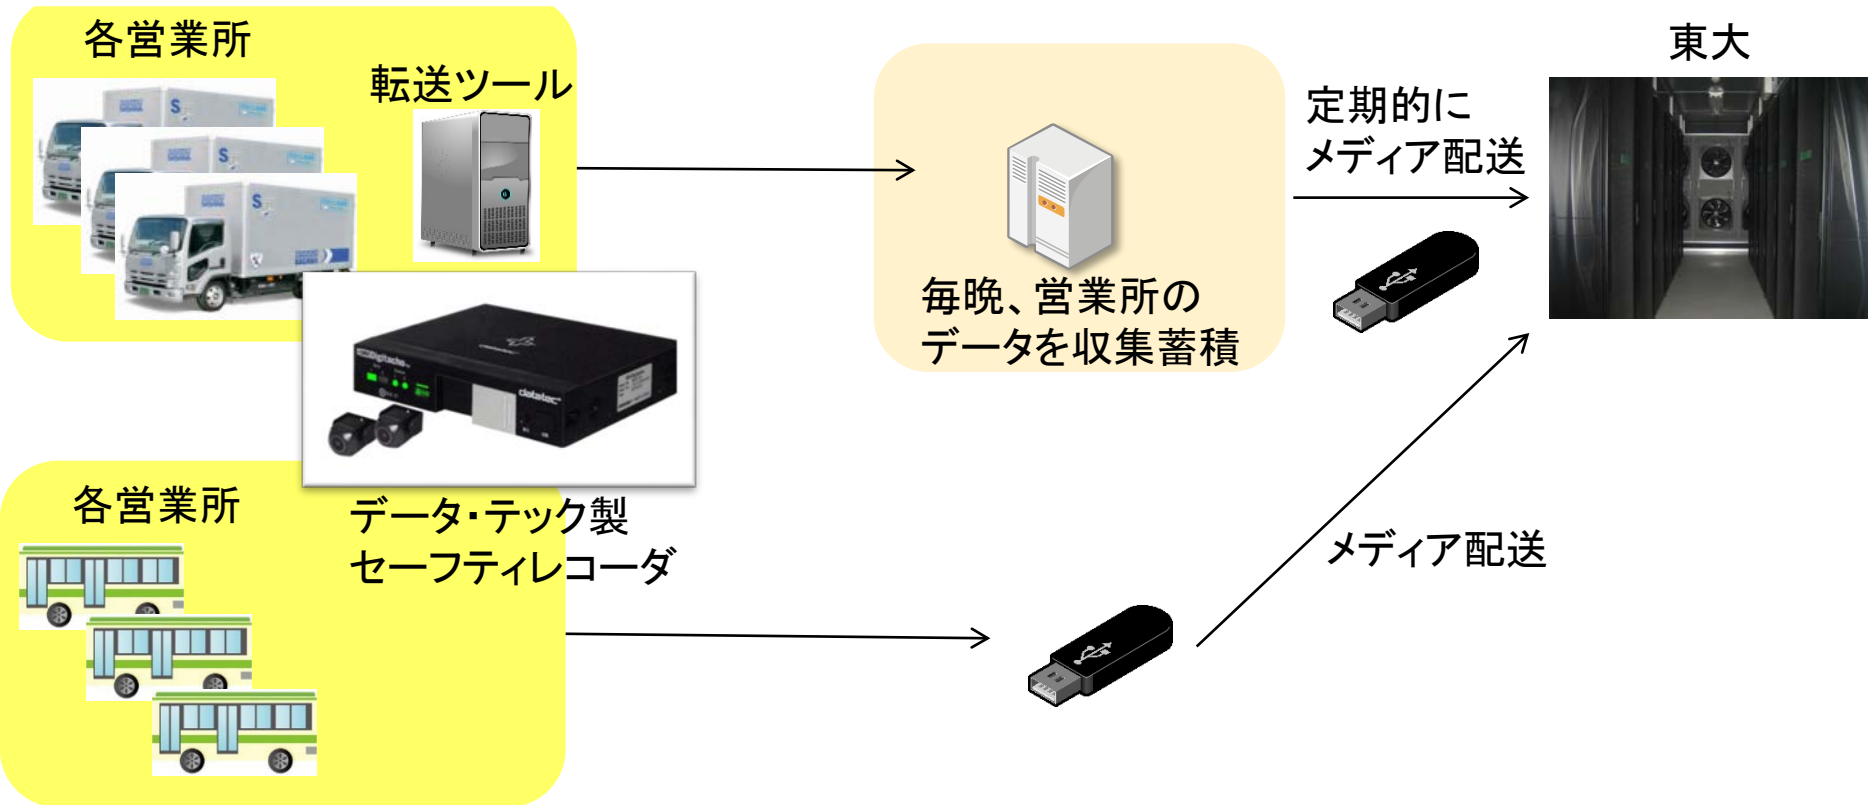 各営業所
転送ツール
東大
定期的に
メディア配送
毎晩、営業所の
データを収集蓄積
Digitacho
datatec
各営業所
データ・テック製
セーフティレコーダ
メディア配送
S
S
S